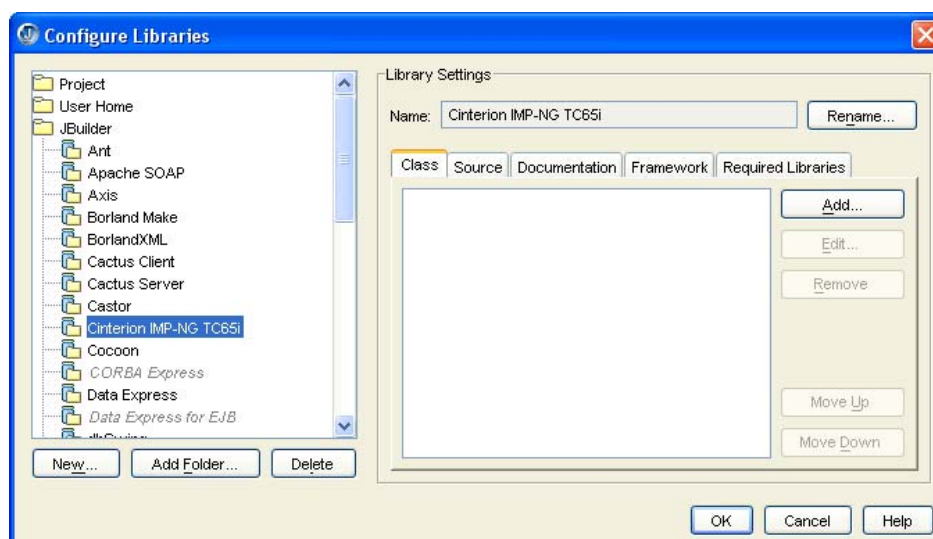 Configure Libraries
Project
User Home
JBuilder
Ant
Apache SOAP
Axis
Borland Make
BorlandXML
Cactus Client
Cactus Server
Castor
Cinterion IMP-NG TC65i
Cocoon
CORBA Express
Data Express
Data Express for EJB
New...
Add Folder...
Delete
Library Settings
Name: Cinterion IMP-NG TC65i Rename...
Class Source Documentation Framework Required Libraries
Add...
Edit...
Remove
Move Up
Move Down
OK Cancel Help